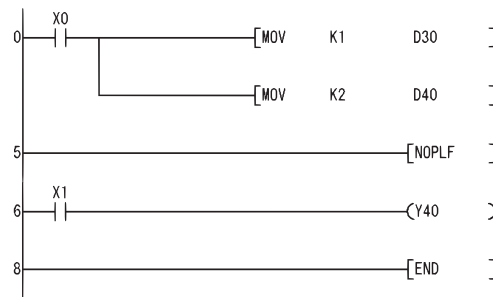 X0
0 [MOV K1 D30 ]
[MOV K2 D40 ]
5 [NOPLF ]
X1
6 (Y40 )
8 [END ]